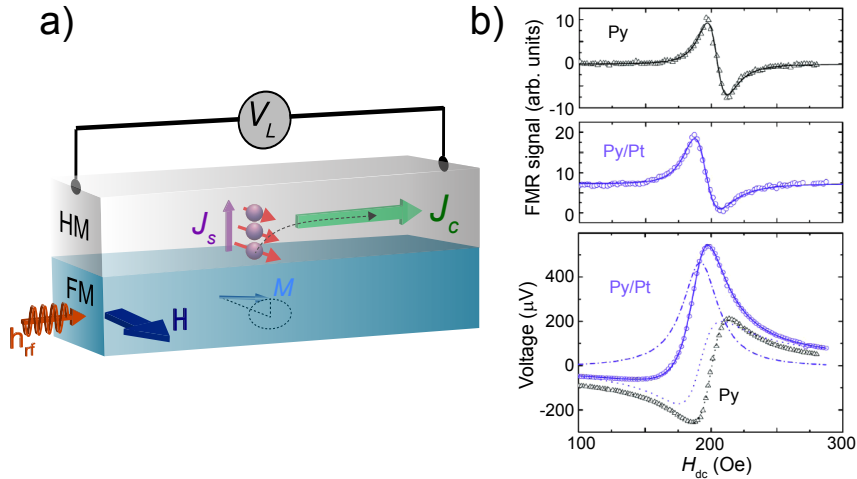 a)
V_L
HM
J_s
J_c
FM
M
H
h_rf
b)
FMR signal (arb. units)
10
0
-10
Py
20
10
0
Py/Pt
Voltage (μV)
400
200
0
-200
Py/Pt
Py
100
200
300
H_dc (Oe)